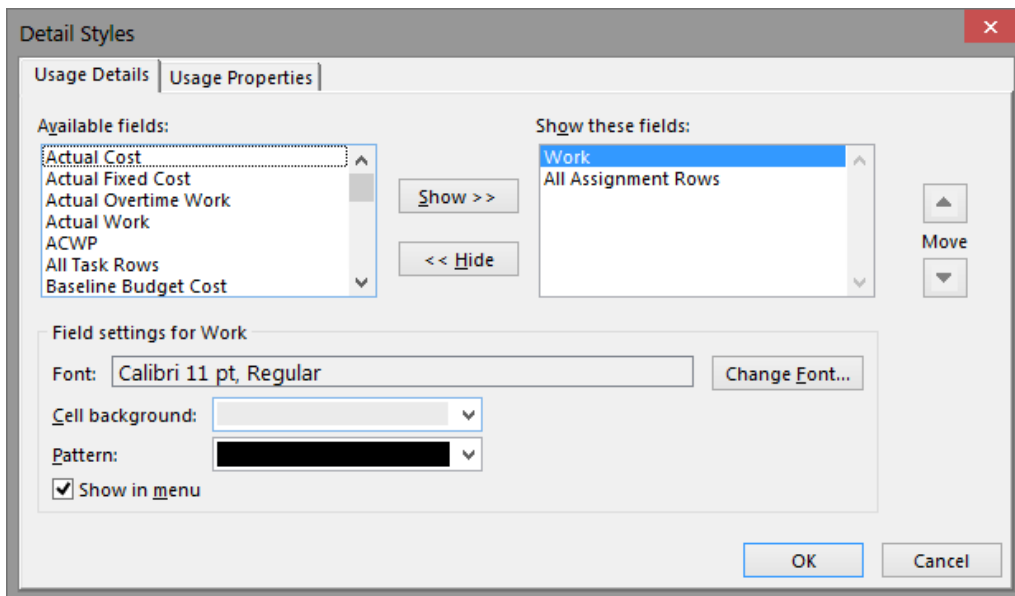 Detail Styles
Usage Details
Usage Properties
Available fields:
Actual Cost
Actual Fixed Cost
Actual Overtime Work
Actual Work
ACWP
All Task Rows
Baseline Budget Cost
Show >>
<< Hide
Show these fields:
Work
All Assignment Rows
Move
Field settings for Work
Font: Calibri 11 pt, Regular
Change Font...
Cell background:
Pattern:
Show in menu
OK
Cancel